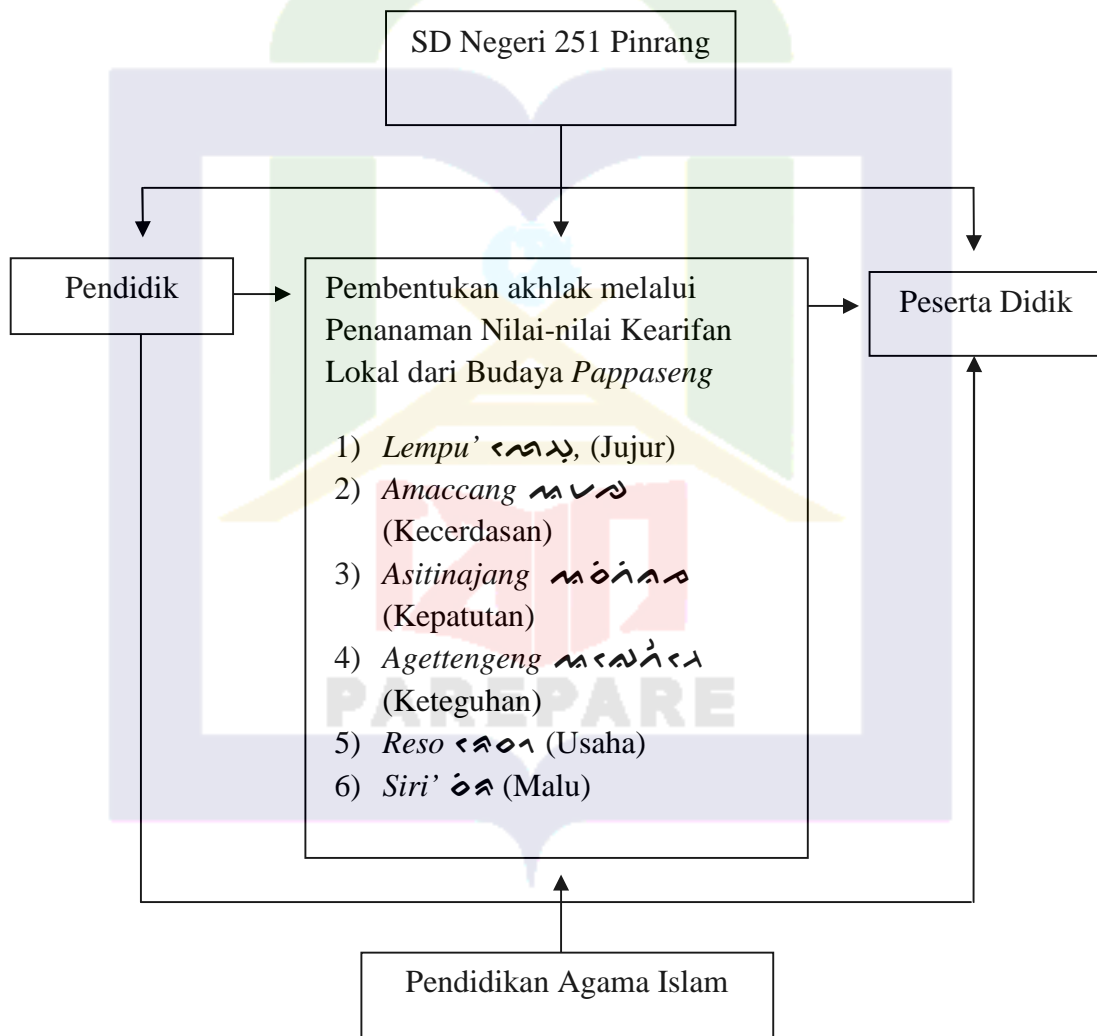 SD Negeri 251 Pinrang
Pendidik
Pembentukan akhlak melalui
Penanaman Nilai-nilai Kearifan
Lokal dari Budaya Pappaseng
1) Lempu’ ᨒᨙᨄᨘ, (Jujur)
2) Amaccang ᨕᨆᨌ
(Kecerdasan)
3) Asitinajang ᨕᨔᨗᨈᨗᨊᨍ
(Kepatutan)
4) Agettengeng
(Keteguhan)
5) Reso ᨑᨙᨔᨚ (Usaha)
6) Siri’ ᨔᨗᨑ (Malu)
Peserta Didik
PAREPARE
Pendidikan Agama Islam